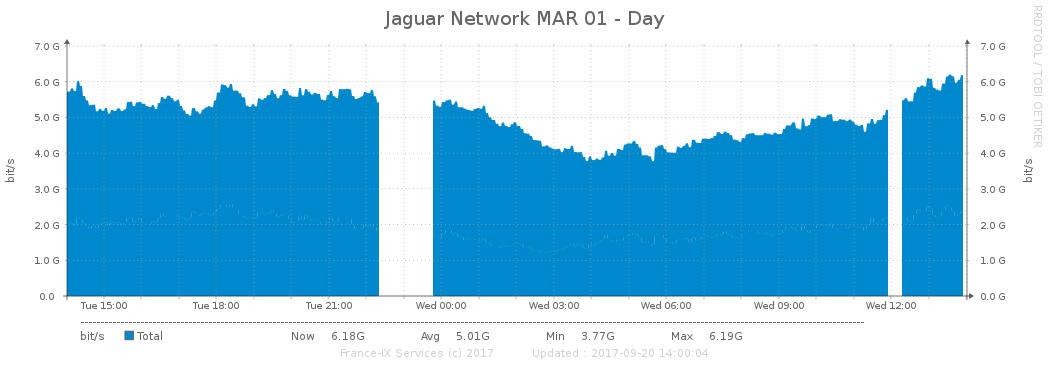 Jaguar Network MAR 01 - Day
RRDTOOL / TOBI OETIKER
7.0 G 7.0 G
6.0 G 6.0 G
5.0 G 5.0 G
4.0 G 4.0 G
3.0 G 3.0 G
2.0 G 2.0 G
1.0 G 1.0 G
0.0 0.0 G
bit/s bit/s
Tue 15:00 Tue 18:00 Tue 21:00 Wed 00:00 Wed 03:00 Wed 06:00 Wed 09:00 Wed 12:00
bit/s Total Now 6.18G Avg 5.01G Min 3.77G Max 6.19G
France-IX Services (c) 2017 Updated : 2017-09-20 14:00:04